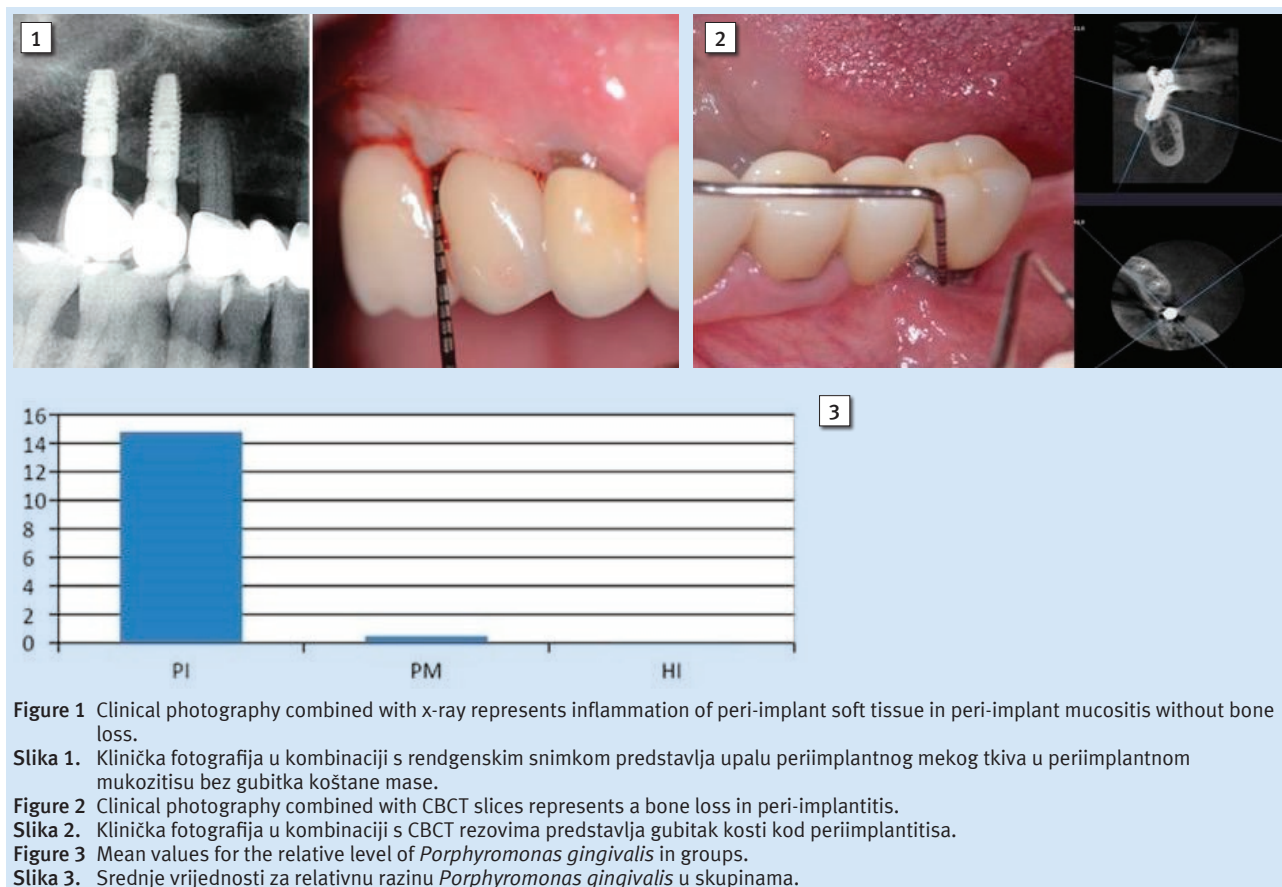 1
2
3
16
14
12
10
8
6
4
2
0
PI PM HI
Figure 1 Clinical photography combined with x-ray represents inflammation of peri-implant soft tissue in peri-implant mucositis without bone
loss.
Slika 1. Klinička fotografija u kombinaciji s rendgenskim snimkom predstavlja upalu periimplantnog mekog tkiva u periimplantnom
mukozitisu bez gubitka koštane mase.
Figure 2 Clinical photography combined with CBCT slices represents a bone loss in peri-implantitis.
Slika 2. Klinička fotografija u kombinaciji s CBCT rezovima predstavlja gubitak kosti kod periimplantitisa.
Figure 3 Mean values for the relative level of Porphyromonas gingivalis in groups.
Slika 3. Srednje vrijednosti za relativnu razinu Porphyromonas gingivalis u skupinama.